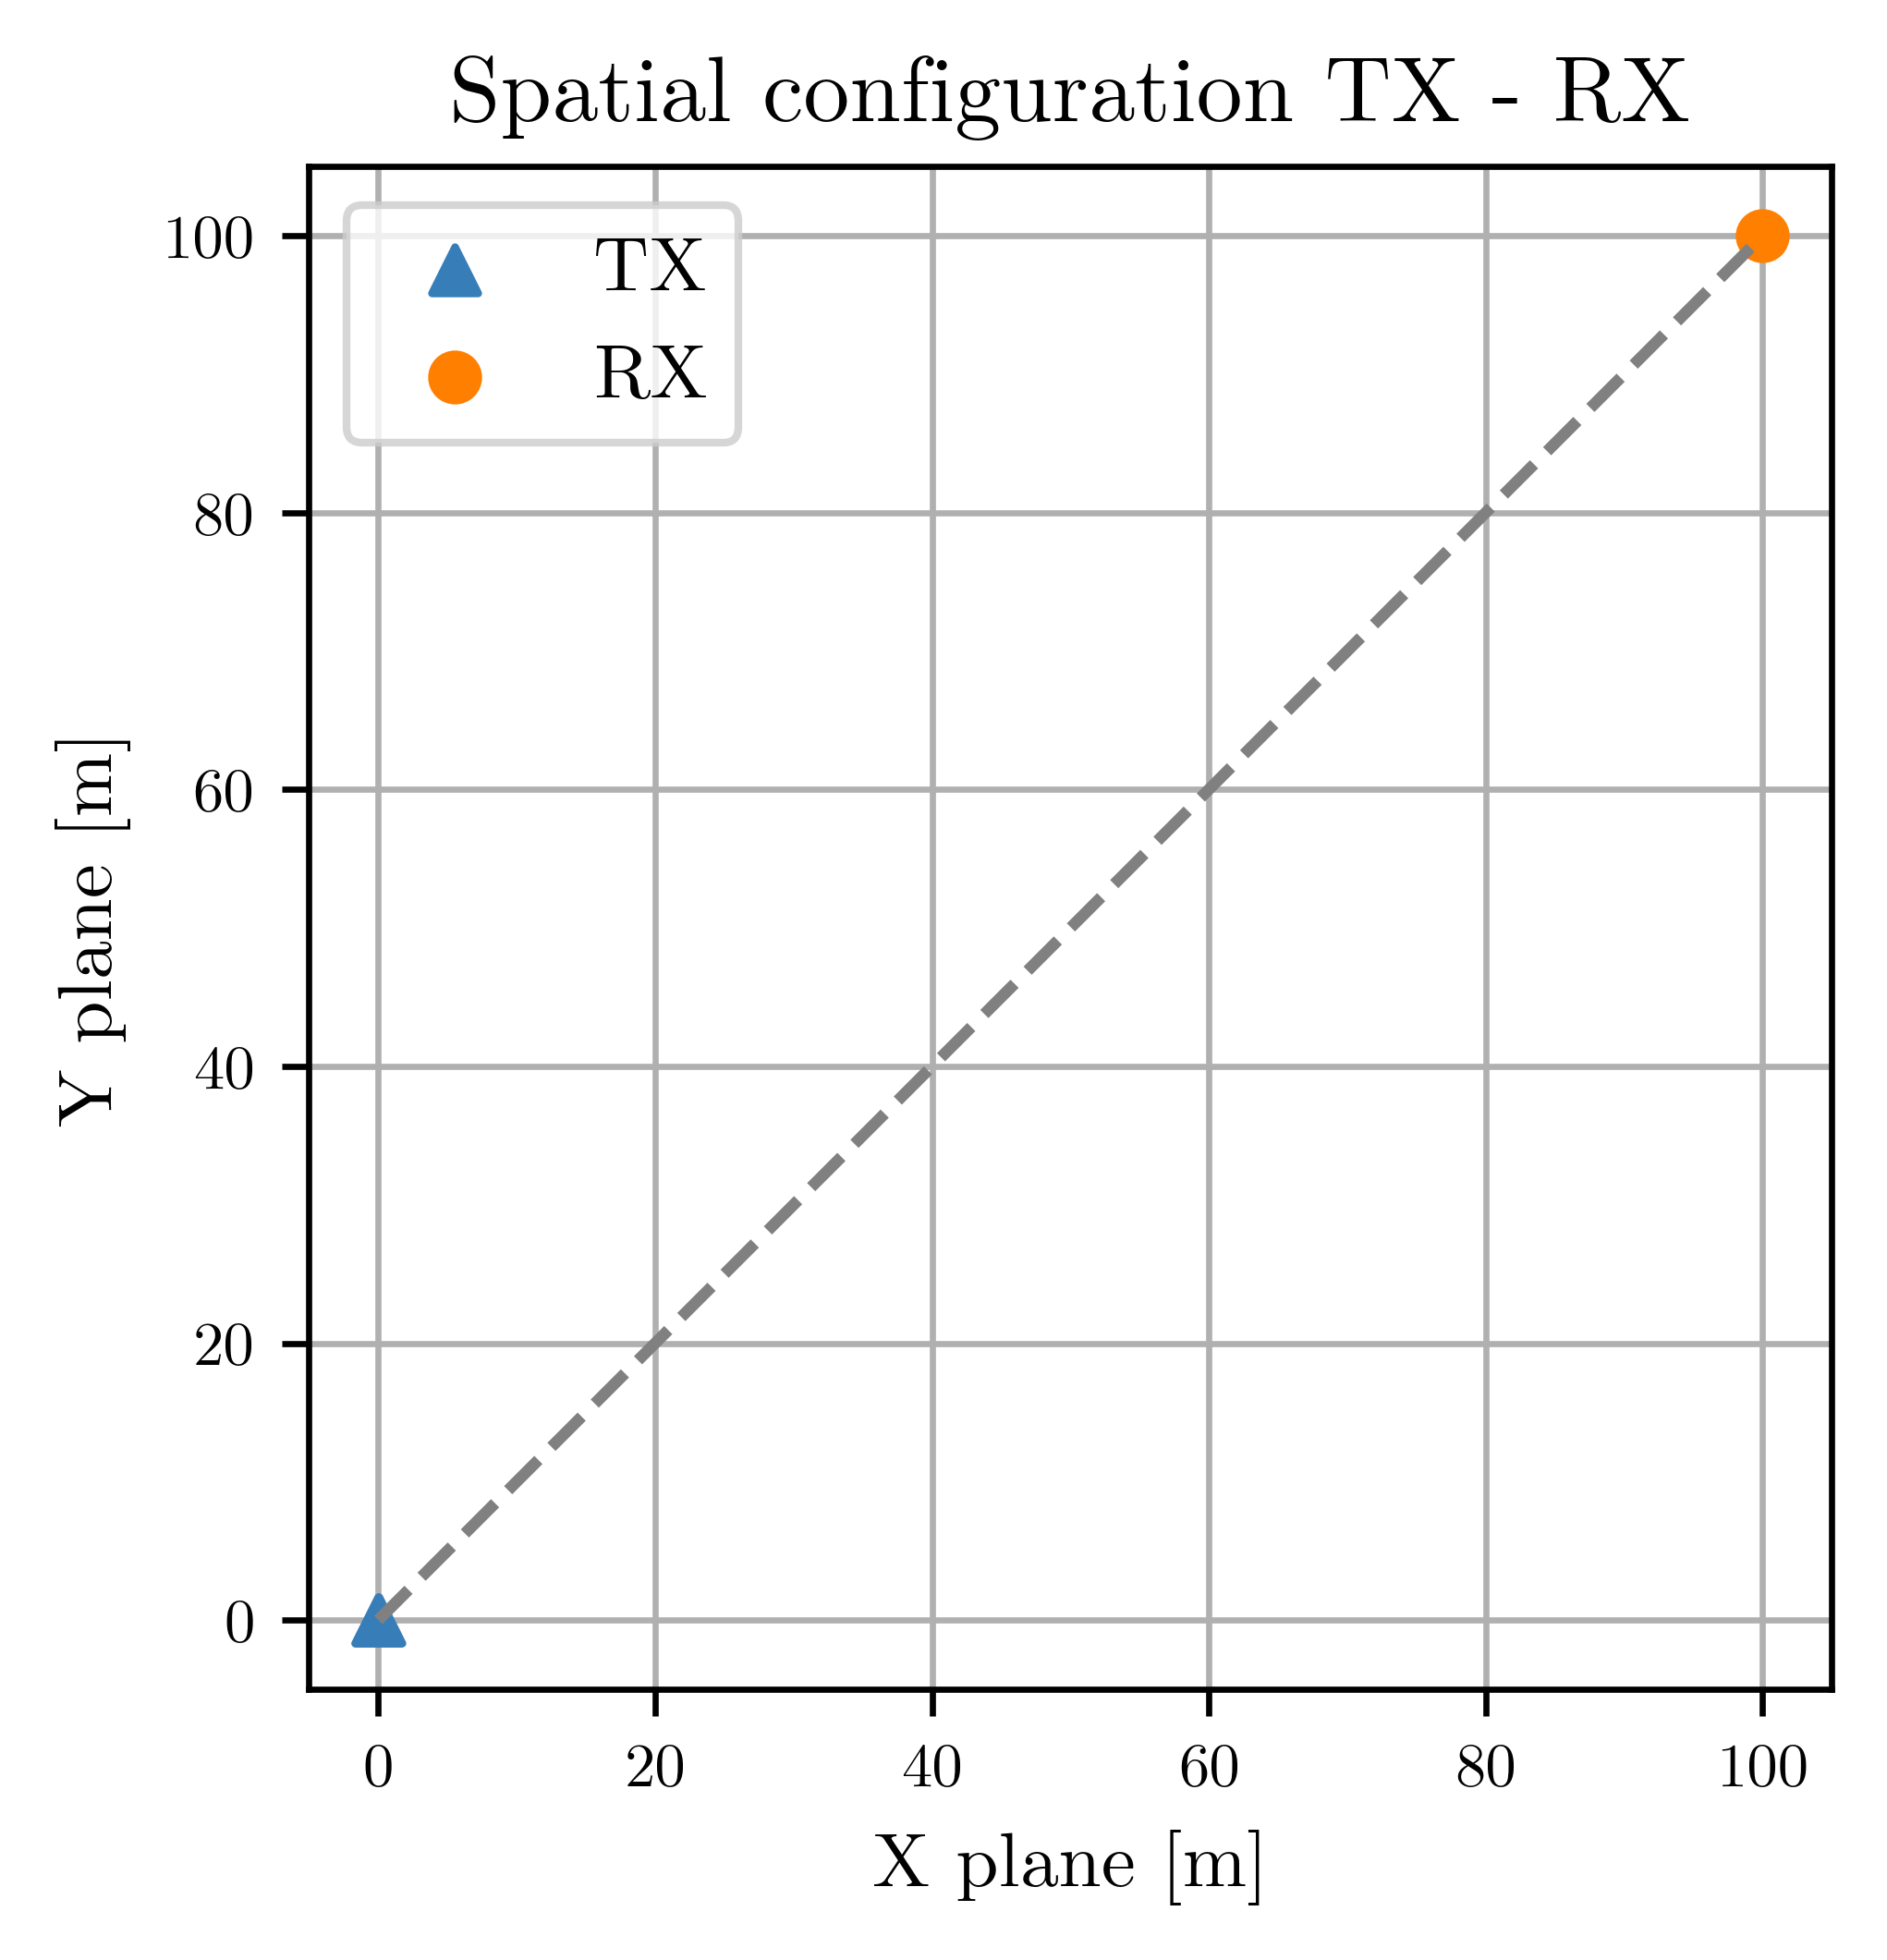 Spatial configuration TX - RX
TX
RX
100
80
60
40
20
0
Y plane [m]
0 20 40 60 80 100
X plane [m]